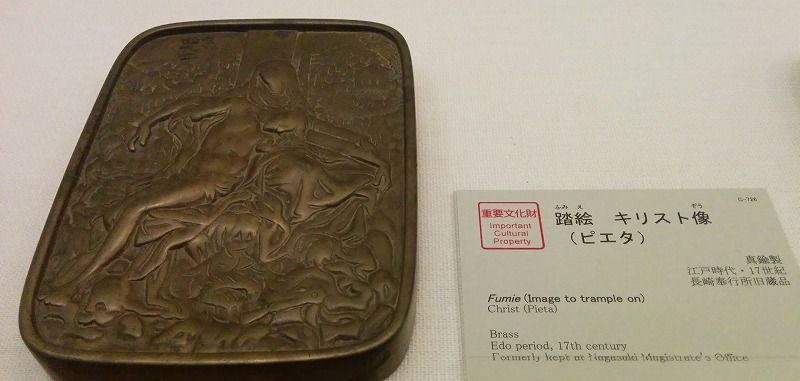 C-726
重要文化財
Important
Cultural
Property
ふみ え ぞう
踏絵 キリスト像
（ピエタ）
真鍮製
江戸時代・17世紀
長崎奉行所旧蔵品
Fumie (Image to trample on)
Christ (Pieta)
Brass
Edo period, 17th century
Formerly kept at Nagasaki Magistrate's Office